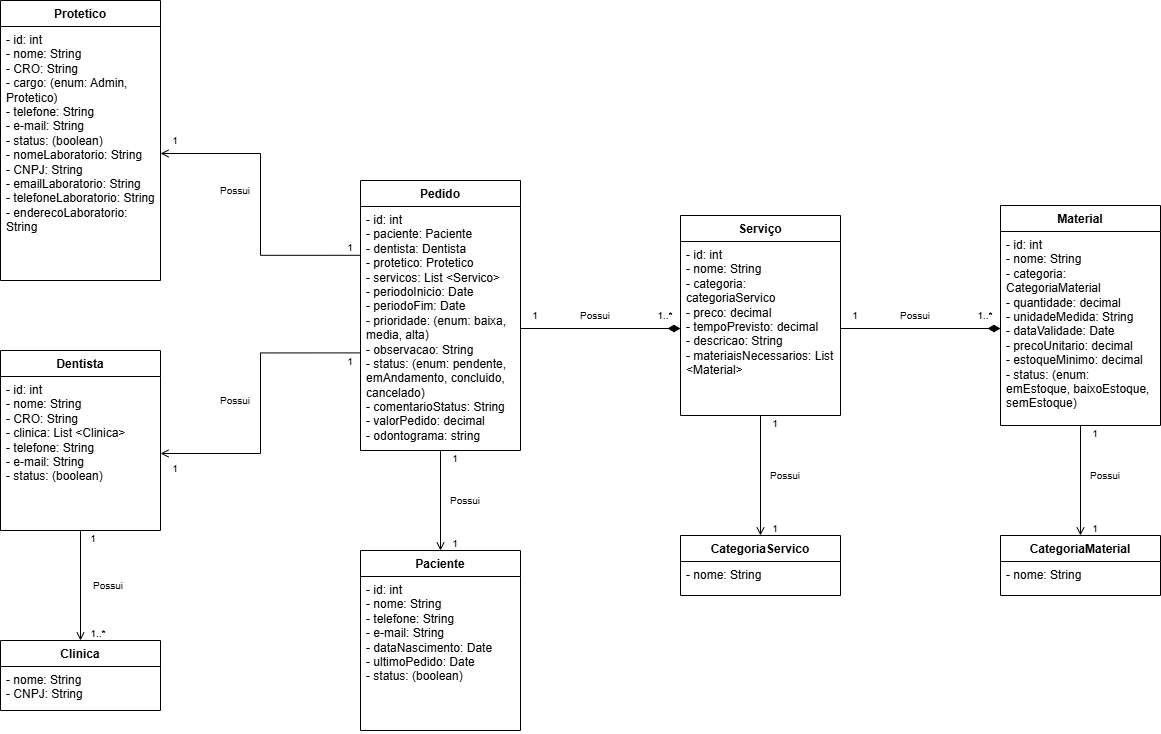 Protetico
- id: int
- nome: String
- CRO: String
- cargo: (enum: Admin,
Protetico)
- telefone: String
- e-mail: String
- status: (boolean)
- nomeLaboratorio: String
- CNPJ: String
- emailLaboratorio: String
- telefoneLaboratorio: String
- enderecoLaboratorio:
String
1
Possui
1
Pedido
- id: int
- paciente: Paciente
- dentista: Dentista
- protetico: Protetico
- servicos: List <Servico>
- periodoInicio: Date
- periodoFim: Date
- prioridade: (enum: baixa,
media, alta)
- observacao: String
- status: (enum: pendente,
emAndamento, concluido,
cancelado)
- comentarioStatus: String
- valorPedido: decimal
- odontograma: string
1
Possui
1..*
Serviço
- id: int
- nome: String
- categoria:
categoriaServico
- preco: decimal
- tempoPrevisto: decimal
- descricao: String
- materiaisNecessarios: List
<Material>
1
Possui
1..*
Material
- id: int
- nome: String
- categoria:
CategoriaMaterial
- quantidade: decimal
- unidadeMedida: String
- dataValidade: Date
- precoUnitario: decimal
- estoqueMinimo: decimal
- status: (enum:
emEstoque, baixoEstoque,
semEstoque)
1
Possui
1
Dentista
- id: int
- nome: String
- CRO: String
- clinica: List <Clinica>
- telefone: String
- e-mail: String
- status: (boolean)
1
Possui
1..*
Clinica
- nome: String
- CNPJ: String
1
Possui
1
Paciente
- id: int
- nome: String
- telefone: String
- e-mail: String
- dataNascimento: Date
- ultimoPedido: Date
- status: (boolean)
1
Possui
1
CategoriaServico
- nome: String
1
Possui
1
CategoriaMaterial
- nome: String